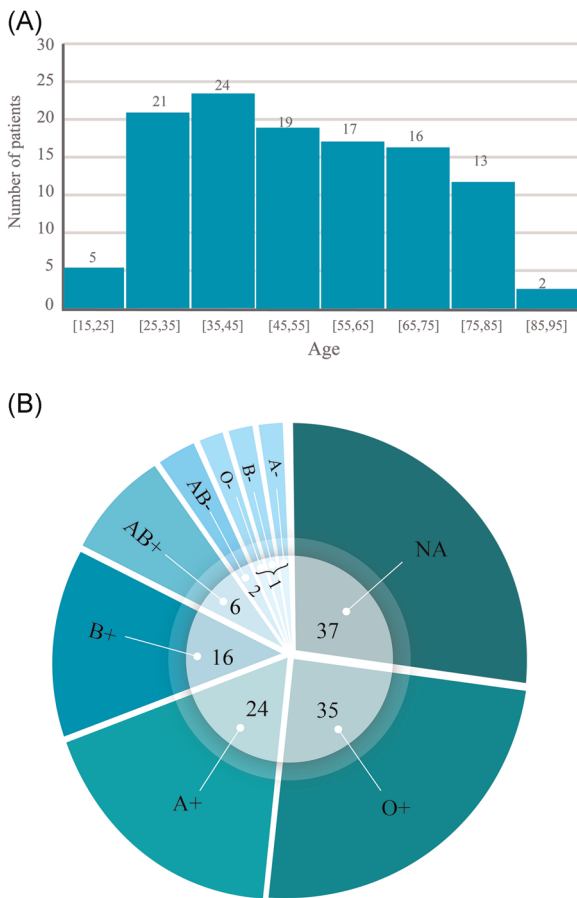 (A)
Number of patients
30
25
20
15
10
5
0
5
21
24
19
17
16
13
2
[15,25]
[25,35]
[35,45]
[45,55]
[55,65]
[65,75]
[75,85]
[85,95]
Age
(B)
A-
B-
O-
AB-
AB+
NA
1
2
6
37
B+
16
24
35
A+
O+